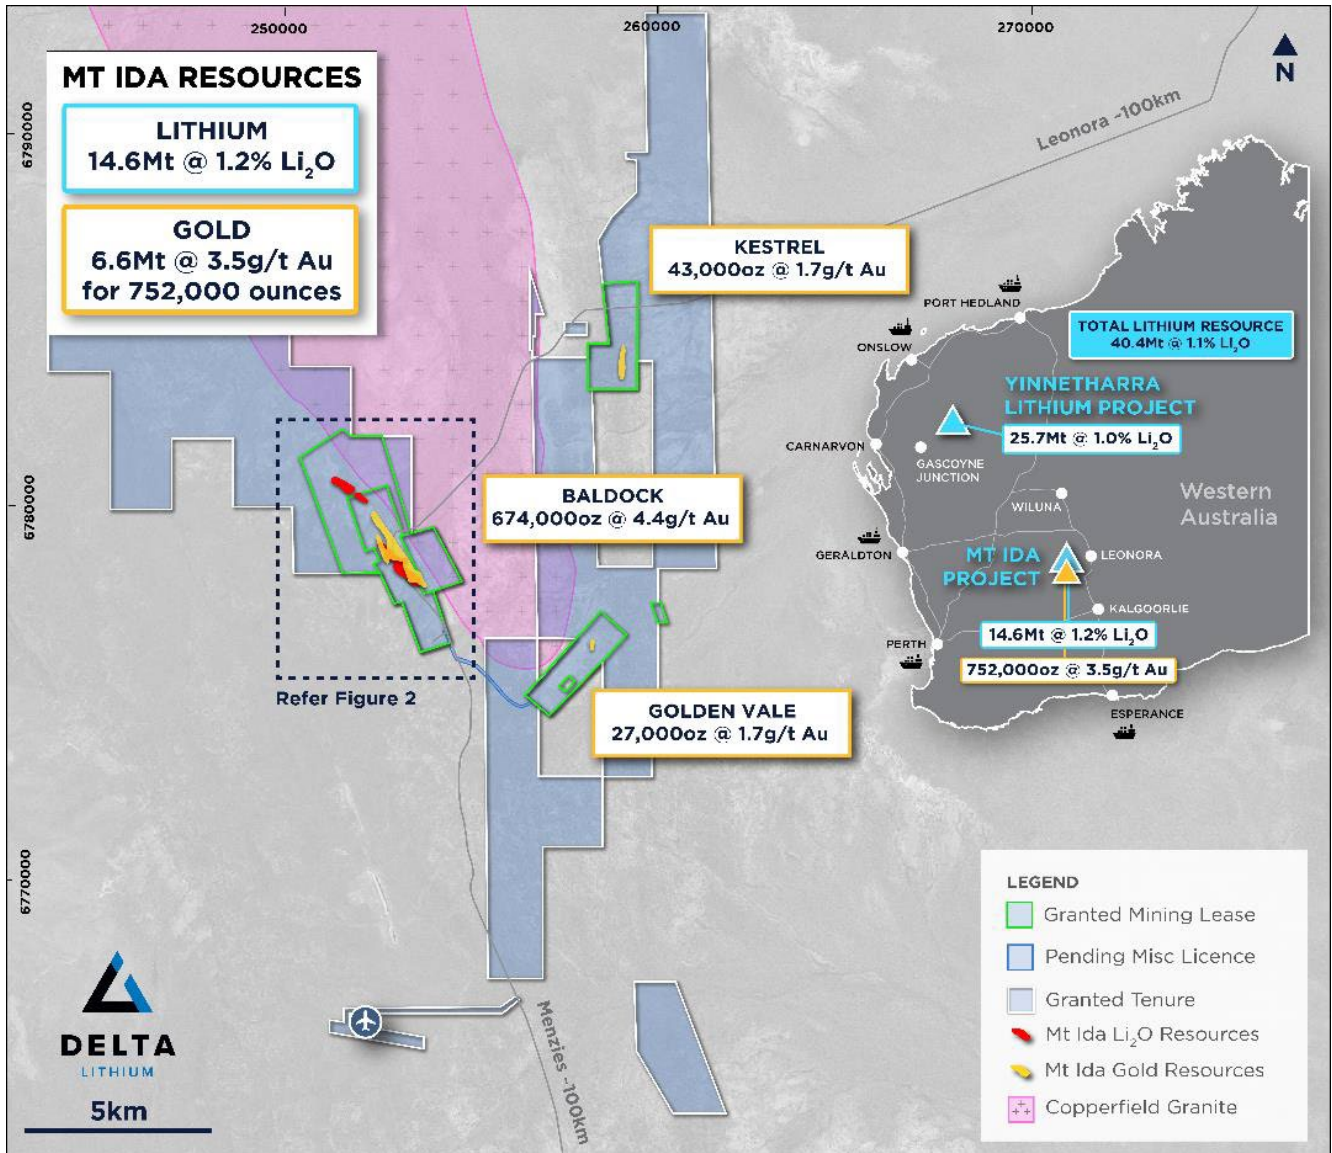 250000
260000
270000
N
6790000
6780000
6770000
MT IDA RESOURCES
LITHIUM
14.6Mt @ 1.2% Li₂O
GOLD
6.6Mt @ 3.5g/t Au
for 752,000 ounces
Leonora ~100km
KESTREL
43,000oz @ 1.7g/t Au
BALDOCK
674,000oz @ 4.4g/t Au
Refer Figure 2
GOLDEN VALE
27,000oz @ 1.7g/t Au
Menzies ~100km
PORT HEDLAND
ONSLOW
TOTAL LITHIUM RESOURCE
40.4Mt @ 1.1% Li₂O
YINNETHARRA
LITHIUM PROJECT
25.7Mt @ 1.0% Li₂O
CARNARVON
GASCOYNE
JUNCTION
WILUNA
Western
Australia
GERALDTON
MT IDA
PROJECT
LEONORA
KALGOORLIE
14.6Mt @ 1.2% Li₂O
PERTH
752,000oz @ 3.5g/t Au
ESPERANCE
LEGEND
Granted Mining Lease
Pending Misc Licence
Granted Tenure
Mt Ida Li₂O Resources
Mt Ida Gold Resources
Copperfield Granite
DELTA
LITHIUM
5km